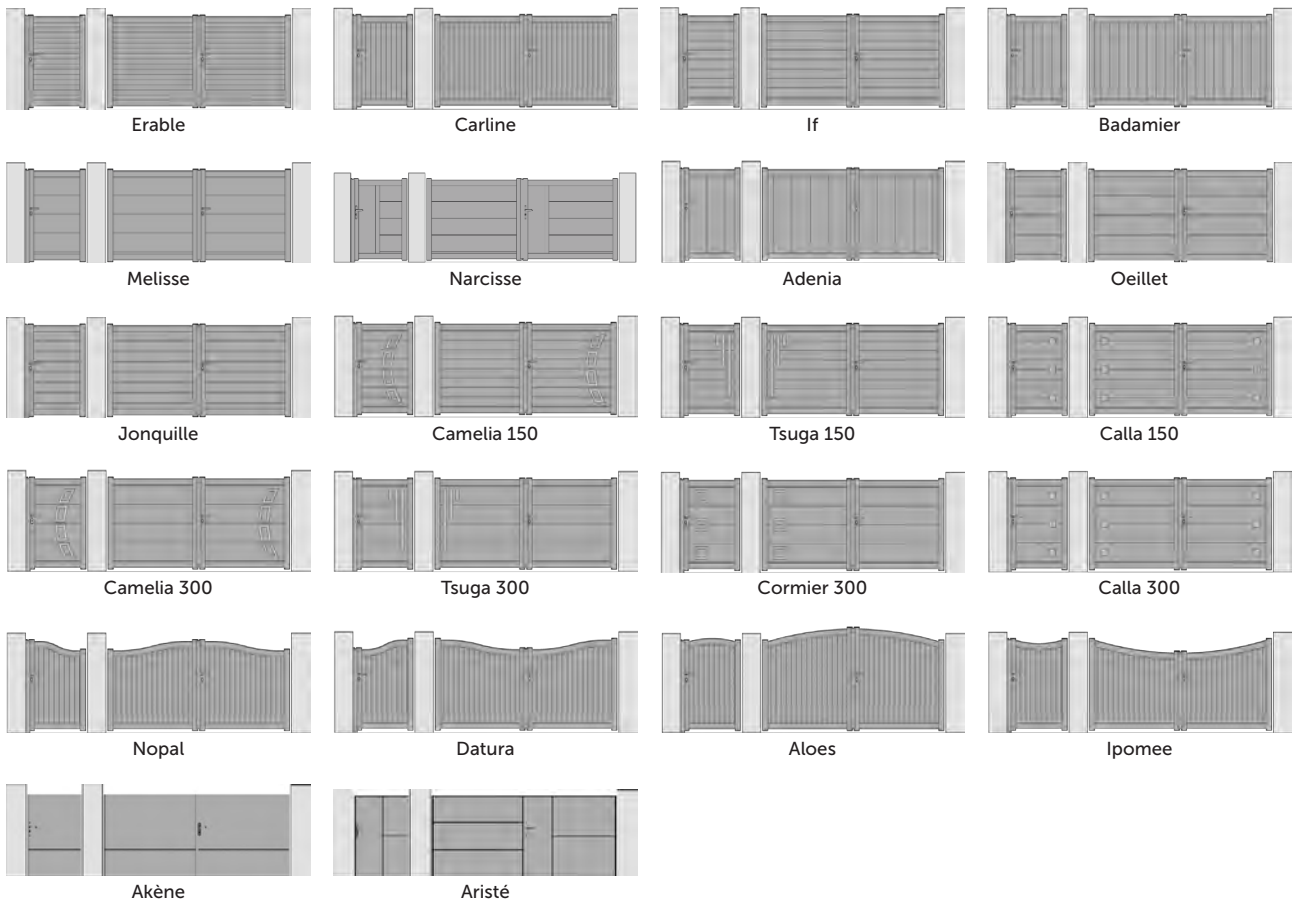 Erable
Carline
If
Badamier
Melisse
Narcisse
Adenia
Oeillet
Jonquille
Camelia 150
Tsuga 150
Calla 150
Camelia 300
Tsuga 300
Cormier 300
Calla 300
Nopal
Datura
Aloes
Ipomee
Akène
Aristé